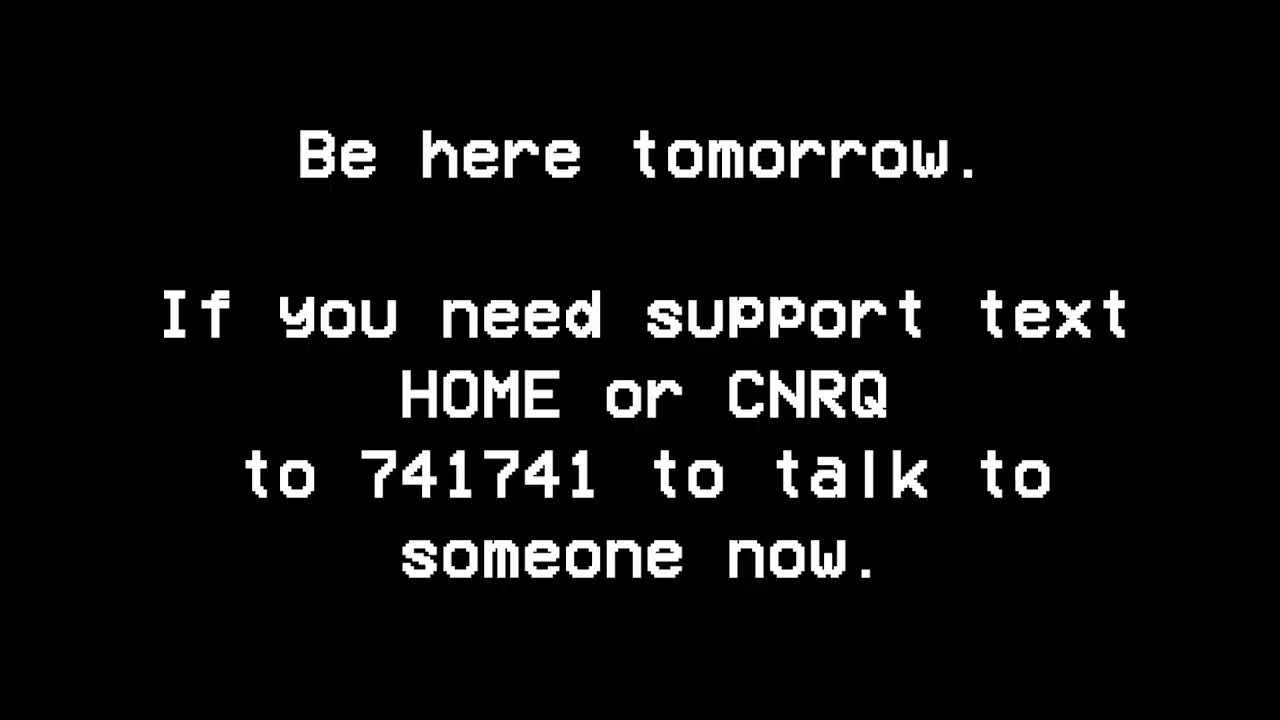 Be here tomorrow.
If you need support text
HOME or CNRQ
to 741741 to talk to
someone now.